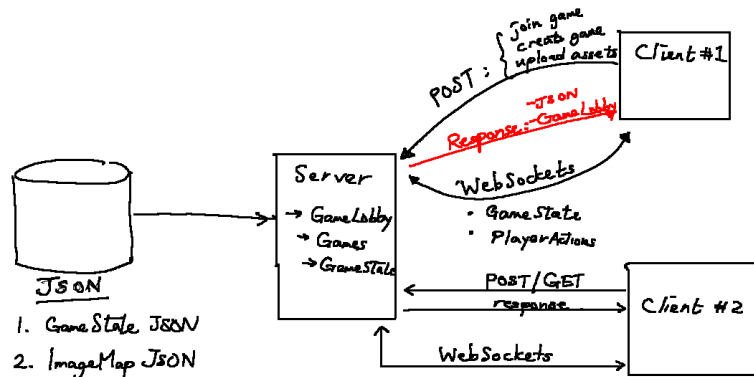 join game
create game
upload assets
POST :
Client #1
-JSON
Response:-GameLobby
WebSockets
• GameState
• PlayerActions
Server
→ GameLobby
→ Games
→ GameState
JSON
1. GameState JSON
2. ImageMap JSON
POST/GET
response
Client #2
WebSockets